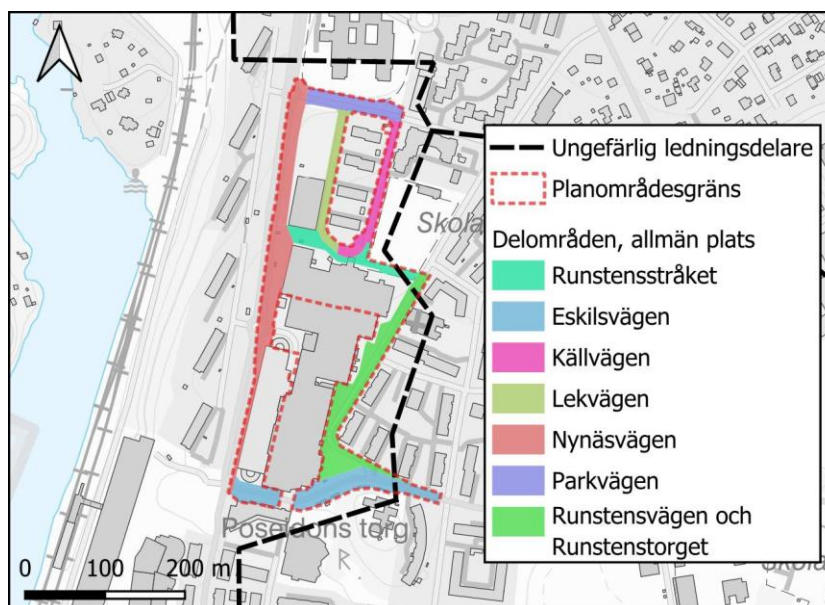 Ungefärlig ledningsdelare
Planområdesgräns
Skola
Delområden, allmän plats
Runstensstråket
Eskilsvägen
Källvägen
Lekvägen
Nynäsvägen
Parkvägen
Runstensvägen och
Runstenstorget
Poseidons torg
Skola
0 100 200 m